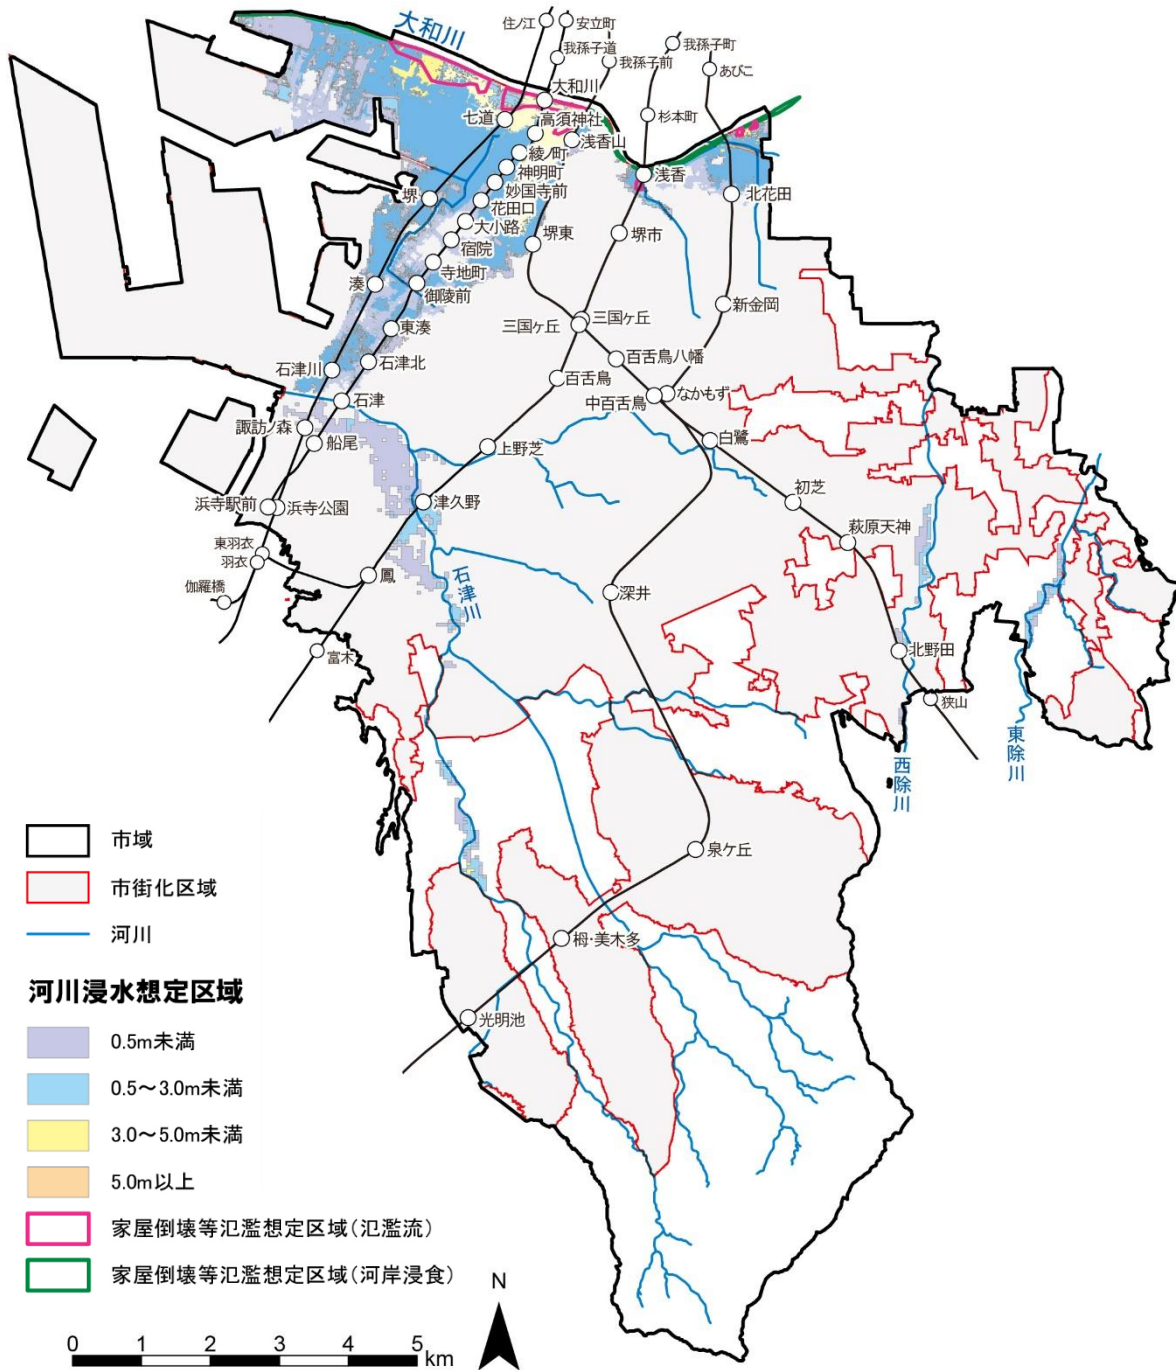 大和川
住ノ江
安立町
我孫子道
我孫子前
我孫子町
あびこ
大和川
七道
高須神社
浅香山
杉本町
綾ノ町
神明町
妙国寺前
花田口
大小路
宿院
寺地町
御陵前
堺
堺東
浅香
北花田
堺市
湊
東湊
新金岡
三国ヶ丘
三国ヶ丘
石津川
石津北
百舌鳥八幡
百舌鳥
なかもず
中百舌鳥
石津
諏訪ノ森
船尾
上野芝
白鷺
初芝
浜寺駅前
浜寺公園
津久野
萩原天神
東羽衣
羽衣
伽羅橋
鳳
石津川
深井
富木
北野田
狭山
西除川
東除川
泉ケ丘
栂・美木多
光明池
市域
市街化区域
河川
河川浸水想定区域
0.5m未満
0.5~3.0m未満
3.0~5.0m未満
5.0m以上
家屋倒壊等氾濫想定区域(氾濫流)
家屋倒壊等氾濫想定区域(河岸浸食)
N
0 1 2 3 4 5 km